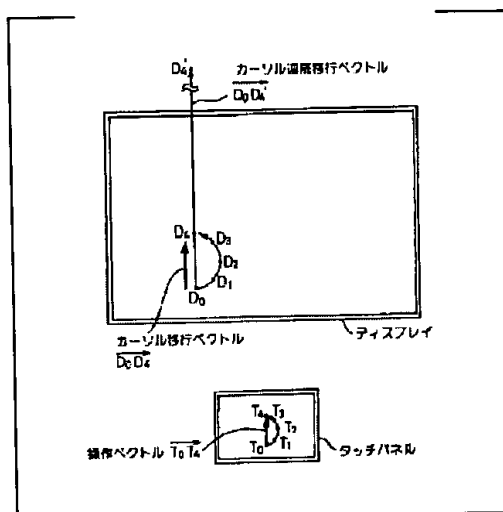 D4'
カーソル遠隔移行ベクトル
D0D4'
D4
D3
D2
D1
D0
カーソル移行ベクトル
D0D4
ディスプレイ
T4
T3
T2
T1
T0
操作ベクトル T0T4
タッチパネル